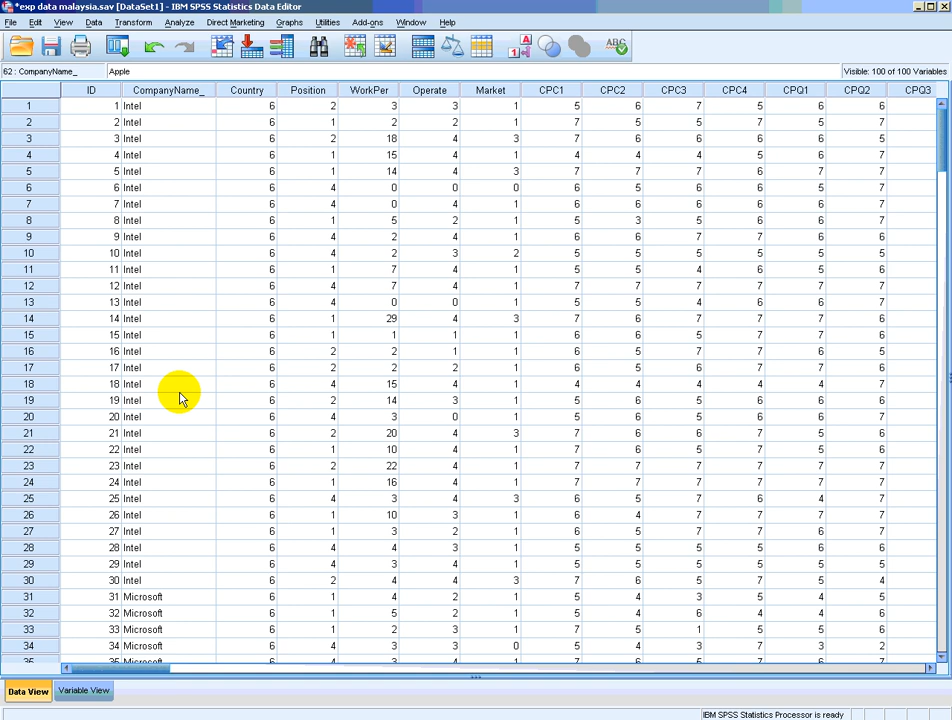 *exp data malaysia.sav [DataSet1] - IBM SPSS Statistics Data Editor
File Edit View Data Transform Analyze Direct Marketing Graphs Utilities Add-ons Window Help
62 : CompanyName_ Apple Visible: 100 of 100 Variables
ID CompanyName_ Country Position WorkPer Operate Market CPC1 CPC2 CPC3 CPC4 CPQ1 CPQ2 CPQ3
1 1 Intel 6 2 3 3 1 5 6 7 5 6 6
2 2 Intel 6 1 2 2 1 7 5 5 7 5 7
3 3 Intel 6 2 18 4 3 7 6 6 6 6 5
4 4 Intel 6 1 15 4 1 4 4 4 5 6 7
5 5 Intel 6 1 14 4 3 7 7 7 6 7 7
6 6 Intel 6 4 0 0 0 6 5 6 6 5 7
7 7 Intel 6 4 0 4 1 6 6 6 6 6 7
8 8 Intel 6 1 5 2 1 5 3 5 6 6 7
9 9 Intel 6 4 2 4 1 6 6 7 7 6 6
10 10 Intel 6 4 2 3 2 5 5 5 5 5 5
11 11 Intel 6 1 7 4 1 5 5 4 6 5 6
12 12 Intel 6 4 7 4 1 7 7 7 7 7 7
13 13 Intel 6 4 0 0 1 5 5 4 6 6 7
14 14 Intel 6 1 29 4 3 7 6 7 7 7 6
15 15 Intel 6 1 1 1 1 6 6 5 7 7 6
16 16 Intel 6 2 2 1 1 6 5 7 7 6 5
17 17 Intel 6 2 2 2 1 6 5 6 7 6 7
18 18 Intel 6 4 15 4 1 4 4 4 4 4 7
19 19 Intel 6 2 14 3 1 5 6 5 6 5 6
20 20 Intel 6 4 3 0 1 5 6 5 6 6 7
21 21 Intel 6 2 20 4 3 7 6 6 7 5 6
22 22 Intel 6 1 10 4 1 7 6 5 7 5 6
23 23 Intel 6 2 22 4 1 7 7 7 7 7 7
24 24 Intel 6 1 16 4 1 7 7 7 7 7 7
25 25 Intel 6 4 3 4 3 6 5 7 6 4 7
26 26 Intel 6 1 10 3 1 6 4 7 7 7 7
27 27 Intel 6 1 3 2 1 6 5 7 7 6 7
28 28 Intel 6 4 4 3 1 5 5 5 5 6 6
29 29 Intel 6 4 3 4 1 5 5 5 5 5 5
30 30 Intel 6 2 4 4 3 7 6 5 7 5 4
31 31 Microsoft 6 1 4 2 1 5 4 3 5 4 5
32 32 Microsoft 6 1 5 2 1 5 4 6 4 4 6
33 33 Microsoft 6 1 2 3 1 7 5 1 5 5 6
34 34 Microsoft 6 4 4 3 0 5 4 3 7 3 2
35 35 Microsoft 6 4 3 4 1 7 6 5 7 6 7
Data View Variable View
IBM SPSS Statistics Processor is ready